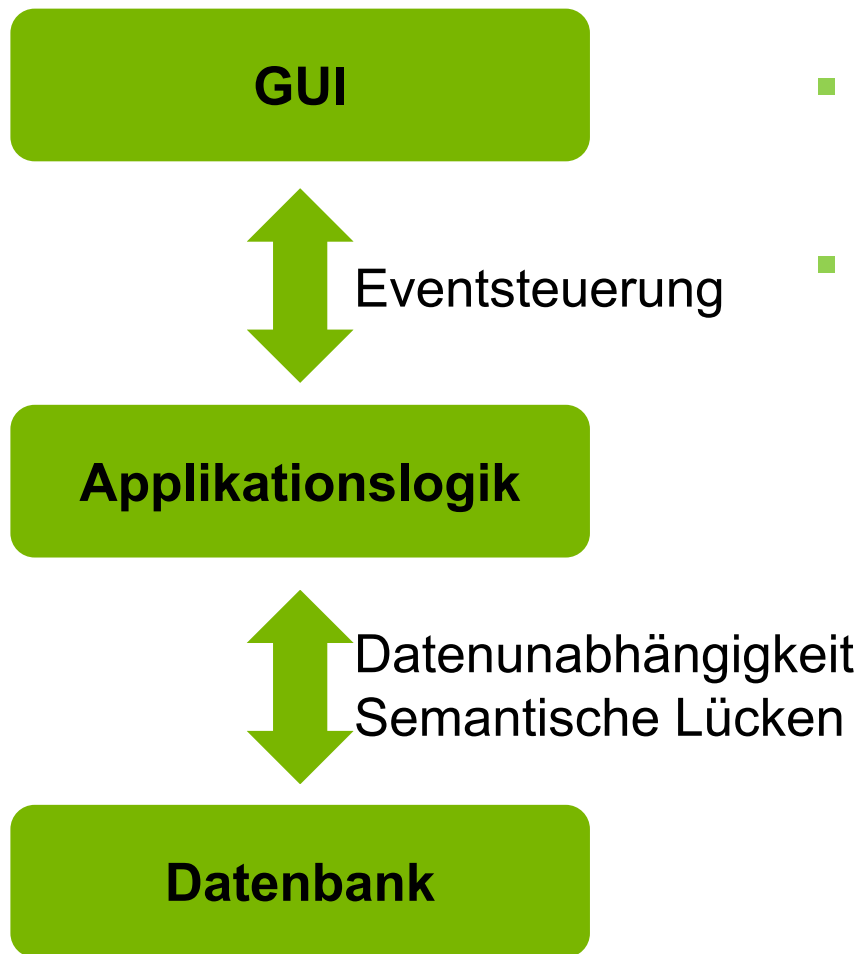 GUI
Eventsteuerung
Applikationslogik
Datenunabhängigkeit
Semantische Lücken
Datenbank